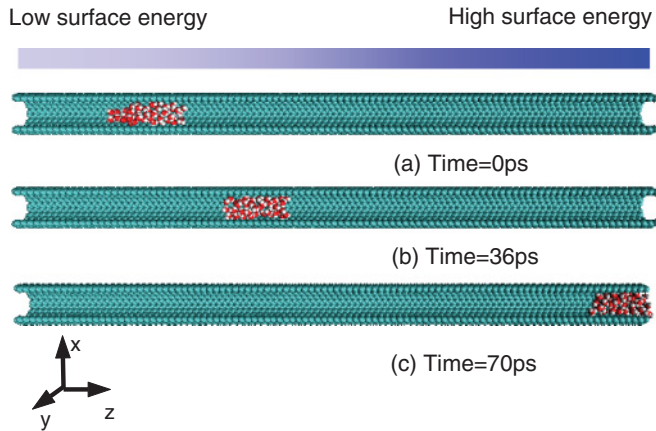 Low surface energy
High surface energy
(a) Time=0ps
(b) Time=36ps
(c) Time=70ps
x
y
z